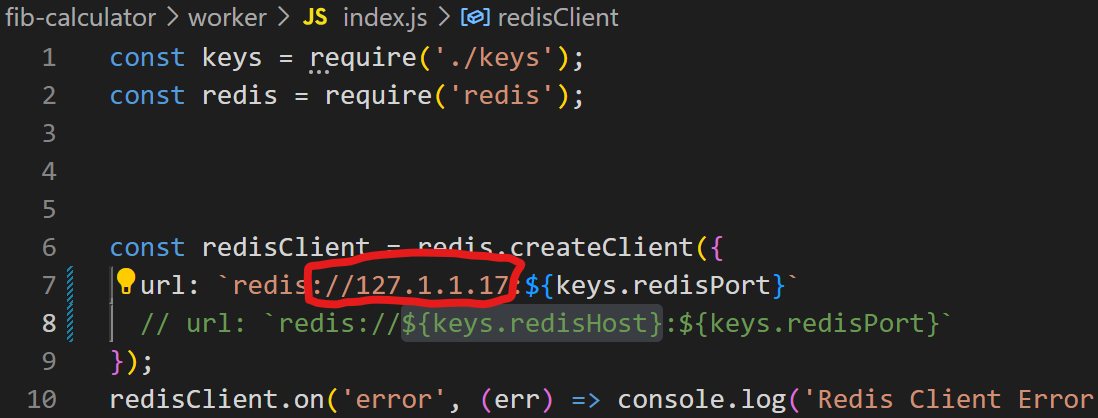 fib-calculator > worker > JS index.js > redisClient
1 const keys = require('./keys');
2 const redis = require('redis');
3
4
5
6 const redisClient = redis.createClient({
7 url: `redis://127.1.1.17:${keys.redisPort}`
8 // url: `redis://${keys.redisHost}:${keys.redisPort}`
9 });
10 redisClient.on('error', (err) => console.log('Redis Client Error